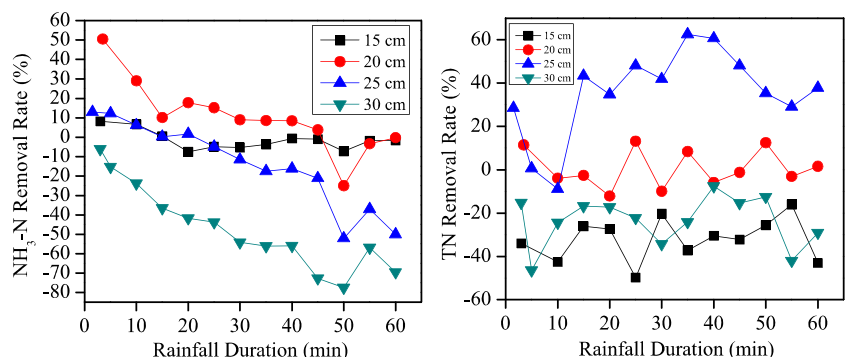 60
50
40
30
20
10
0
-10
-20
-30
-40
-50
-60
-70
-80
NH3-N Removal Rate (%)
15 cm
20 cm
25 cm
30 cm
0 10 20 30 40 50 60
Rainfall Duration (min)
60
40
20
0
-20
-40
-60
TN Removal Rate (%)
15 cm
20 cm
25 cm
30 cm
0 10 20 30 40 50 60
Rainfall Duration (min)